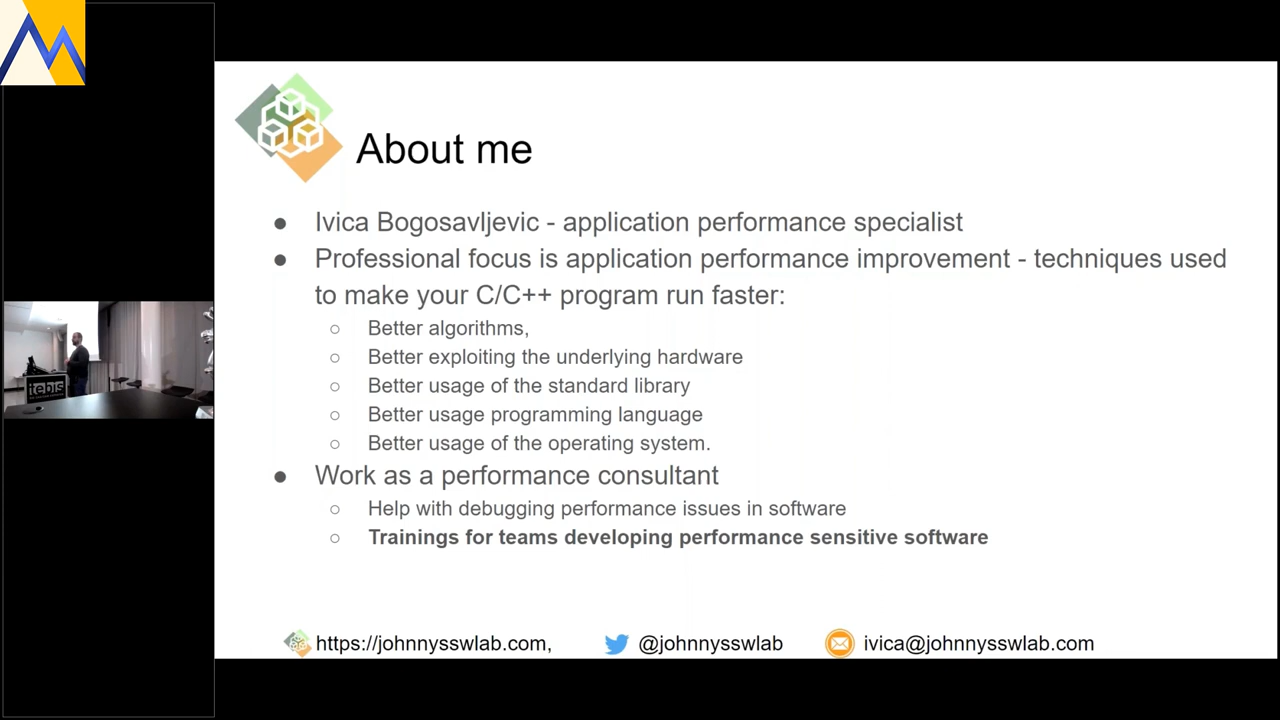 About me
● Ivica Bogosavljevic - application performance specialist
● Professional focus is application performance improvement - techniques used
to make your C/C++ program run faster:
○ Better algorithms,
○ Better exploiting the underlying hardware
○ Better usage of the standard library
○ Better usage programming language
○ Better usage of the operating system.
● Work as a performance consultant
○ Help with debugging performance issues in software
○ Trainings for teams developing performance sensitive software
https://johnnysswlab.com, @johnnysswlab ivica@johnnysswlab.com
tebis